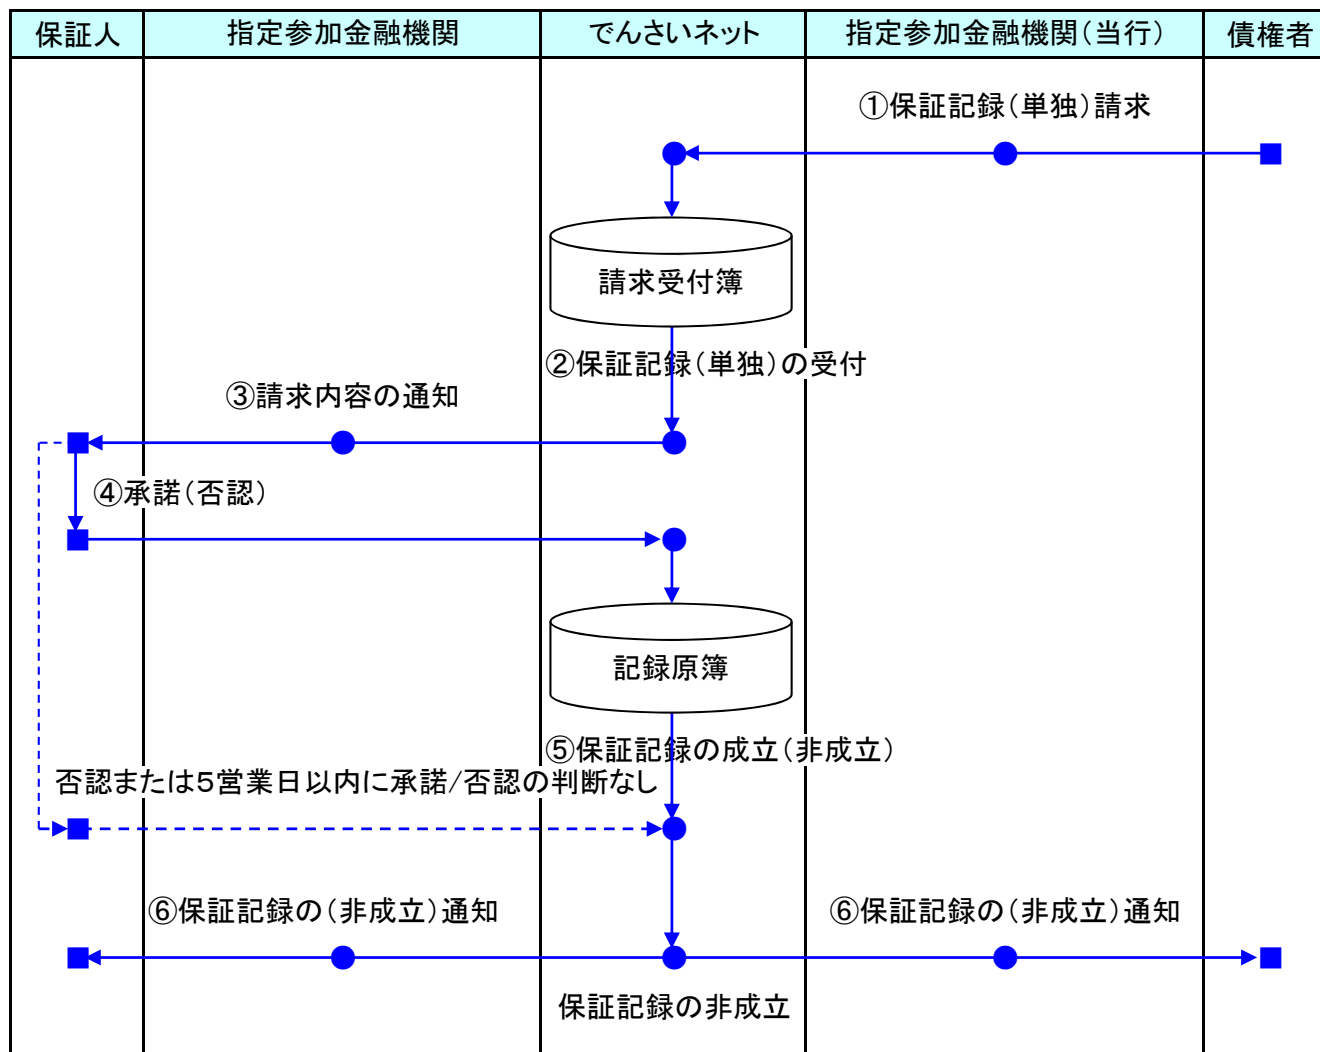 保証人 指定参加金融機関 でんさいネット 指定参加金融機関(当行) 債権者
①保証記録(単独)請求
請求受付簿
②保証記録(単独)の受付
③請求内容の通知
④承諾(否認)
記録原簿
⑤保証記録の成立(非成立)
否認または5営業日以内に承諾/否認の判断なし
⑥保証記録の(非成立)通知 ⑥保証記録の(非成立)通知
保証記録の非成立